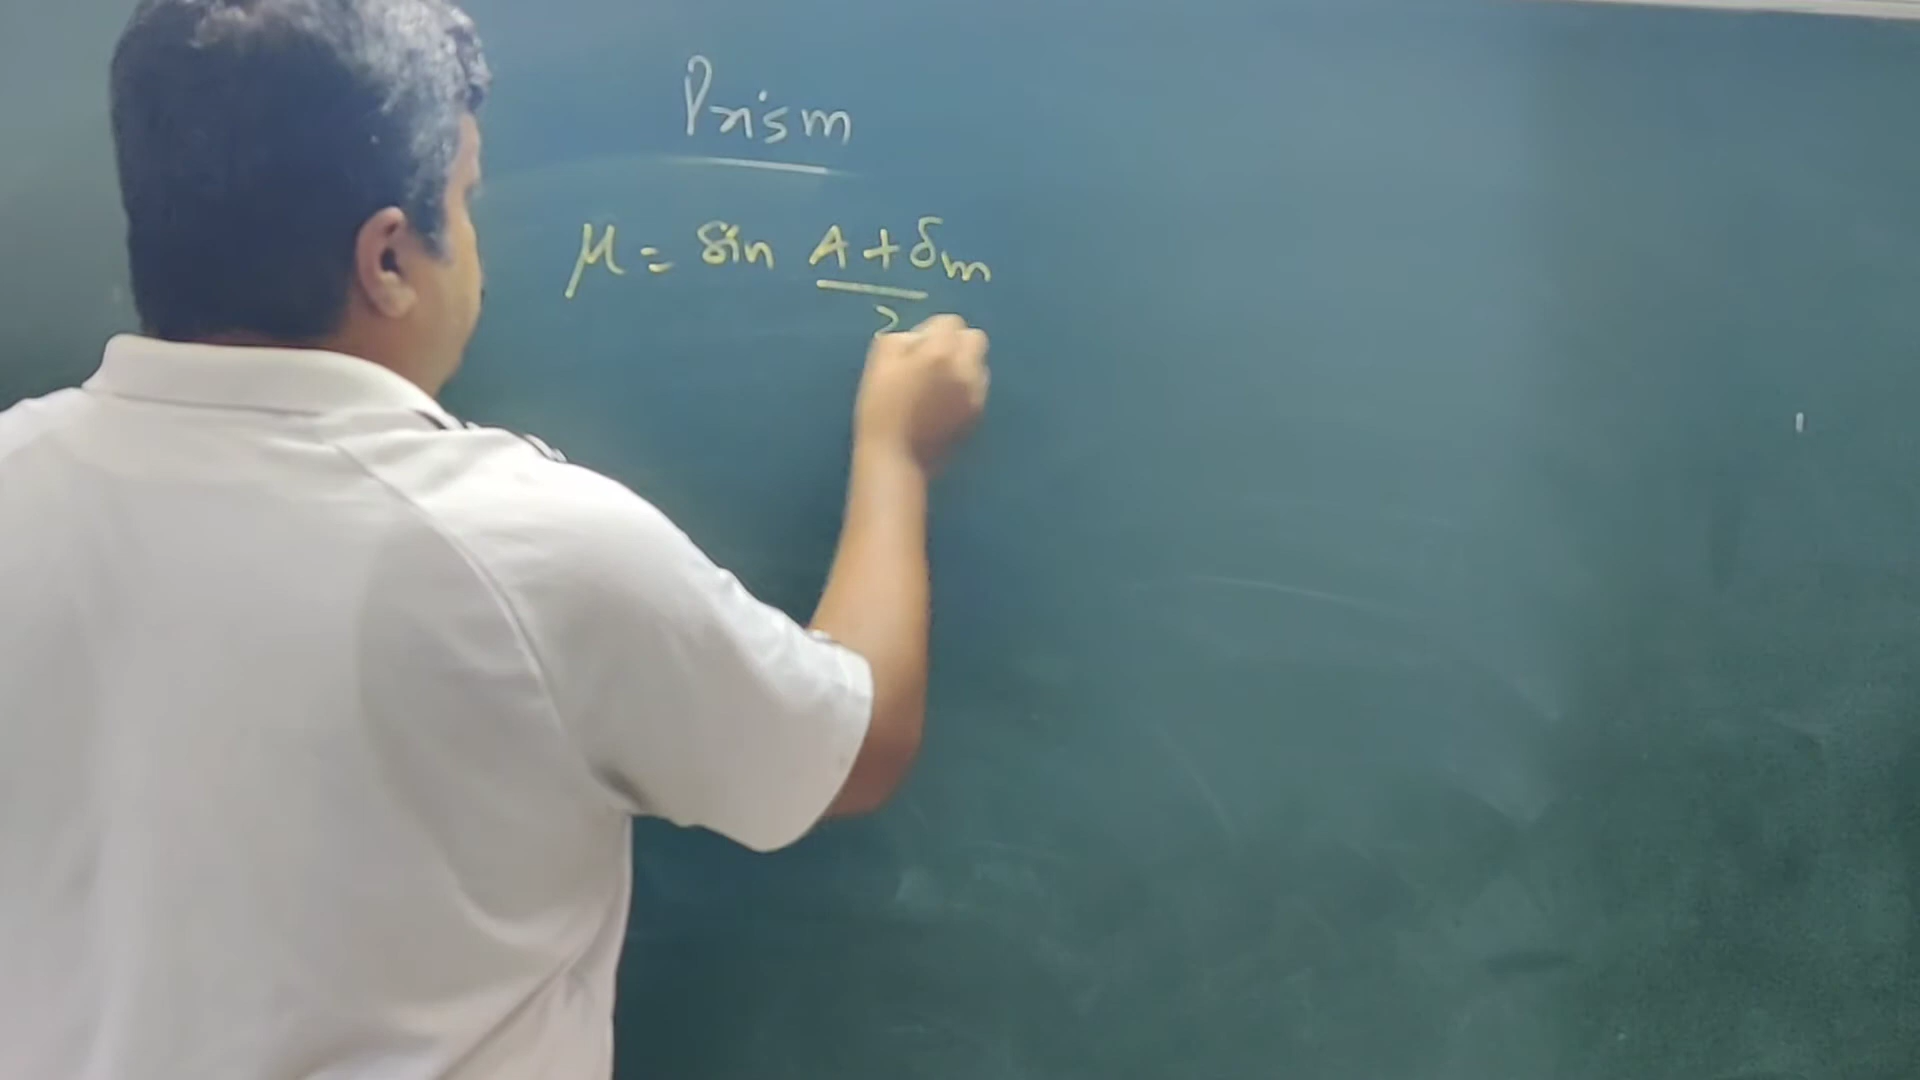 Prism
μ = sin A + δm
2